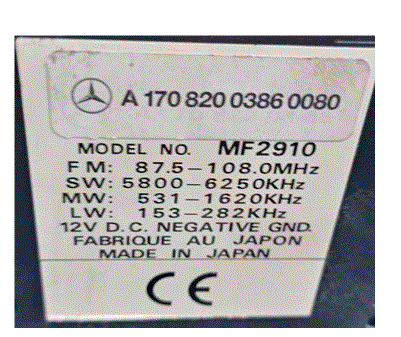 A 170 820 0386 0080
MODEL NO. MF2910
FM: 87.5-108.0MHz
SW: 5800-6250KHz
MW: 531-1620KHz
LW: 153-282KHz
12V D.C. NEGATIVE GND.
FABRIQUE AU JAPON
MADE IN JAPAN
CE